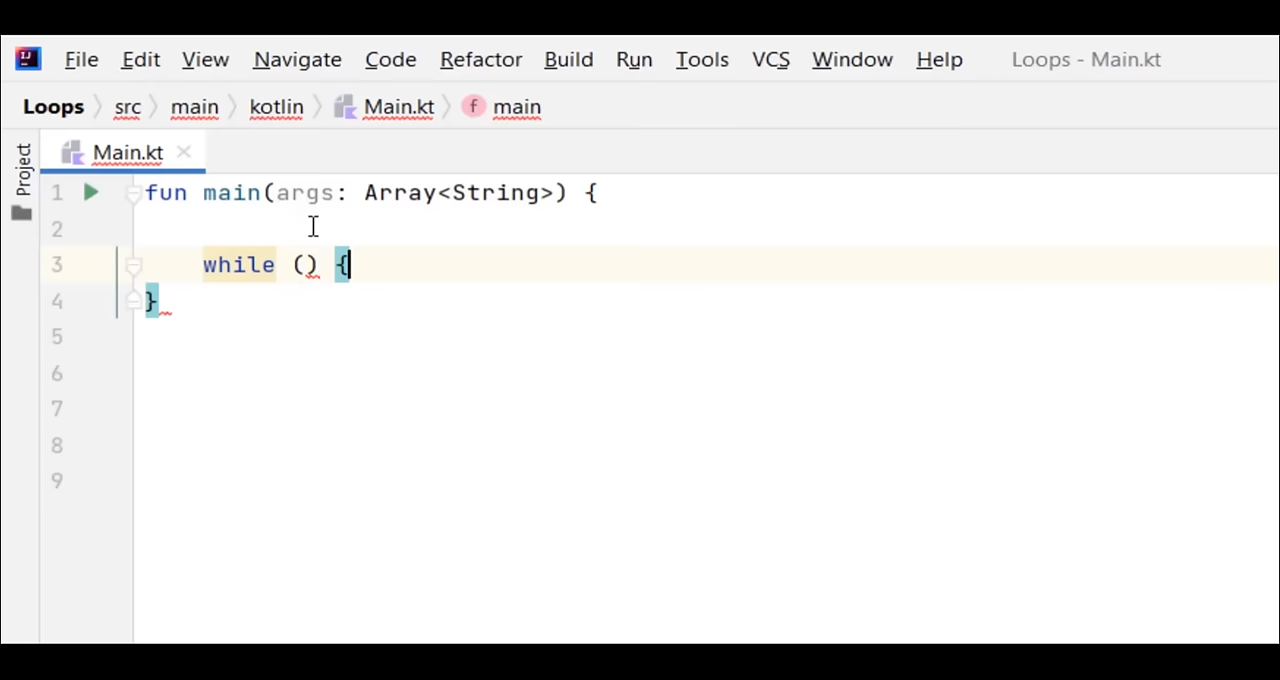 File Edit View Navigate Code Refactor Build Run Tools VCS Window Help Loops - Main.kt
Loops src main kotlin Main.kt f main
Project
Main.kt
1 fun main(args: Array<String>) {
2
3 while () {
4 }
5
6
7
8
9